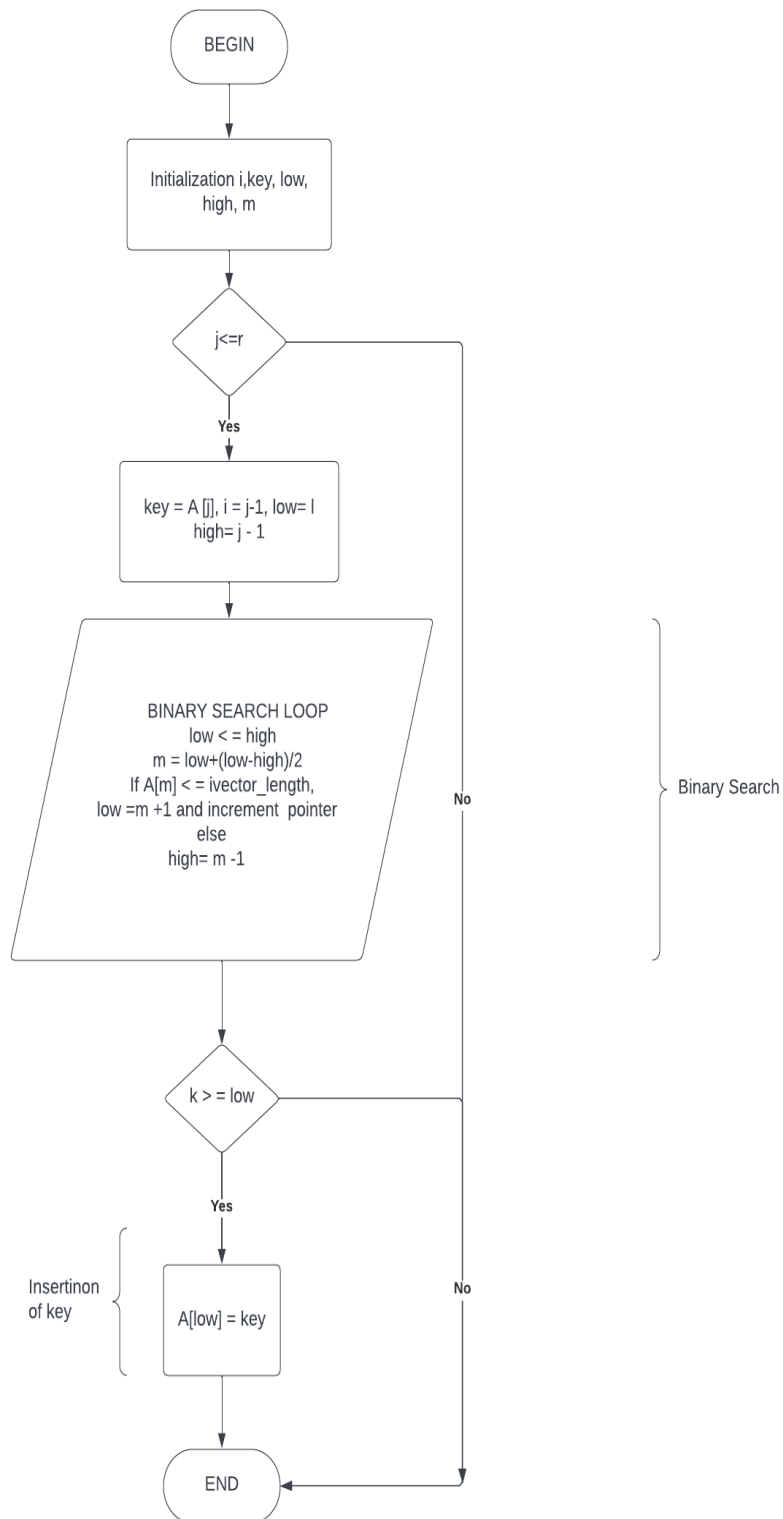 BEGIN
Initialization i,key, low,
high, m
j<=r
Yes
key = A [j], i = j-1, low= l
high= j - 1
BINARY SEARCH LOOP
low < = high
m = low+(low-high)/2
If A[m] < = ivector_length,
low =m +1 and increment pointer
else
high= m -1
No
Binary Search
k > = low
Yes
Insertinon
of key
A[low] = key
No
END